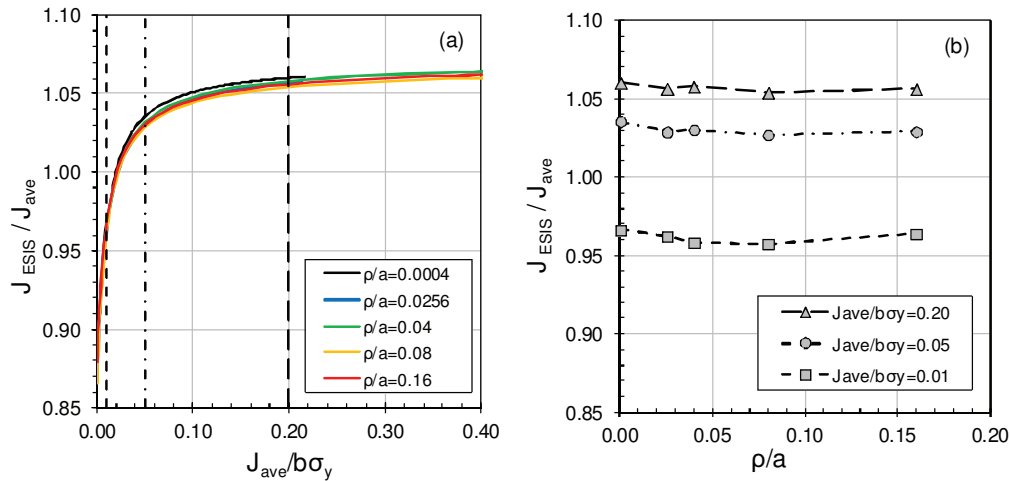 1.10
1.05
1.00
0.95
0.90
0.85
J ESIS / J ave
(a)
ρ/a=0.0004
ρ/a=0.0256
ρ/a=0.04
ρ/a=0.08
ρ/a=0.16
0.00 0.10 0.20 0.30 0.40
Jave/bσy
1.10
1.05
1.00
0.95
0.90
0.85
J ESIS / J ave
(b)
Jave/bσy=0.20
Jave/bσy=0.05
Jave/bσy=0.01
0.00 0.05 0.10 0.15 0.20
ρ/a